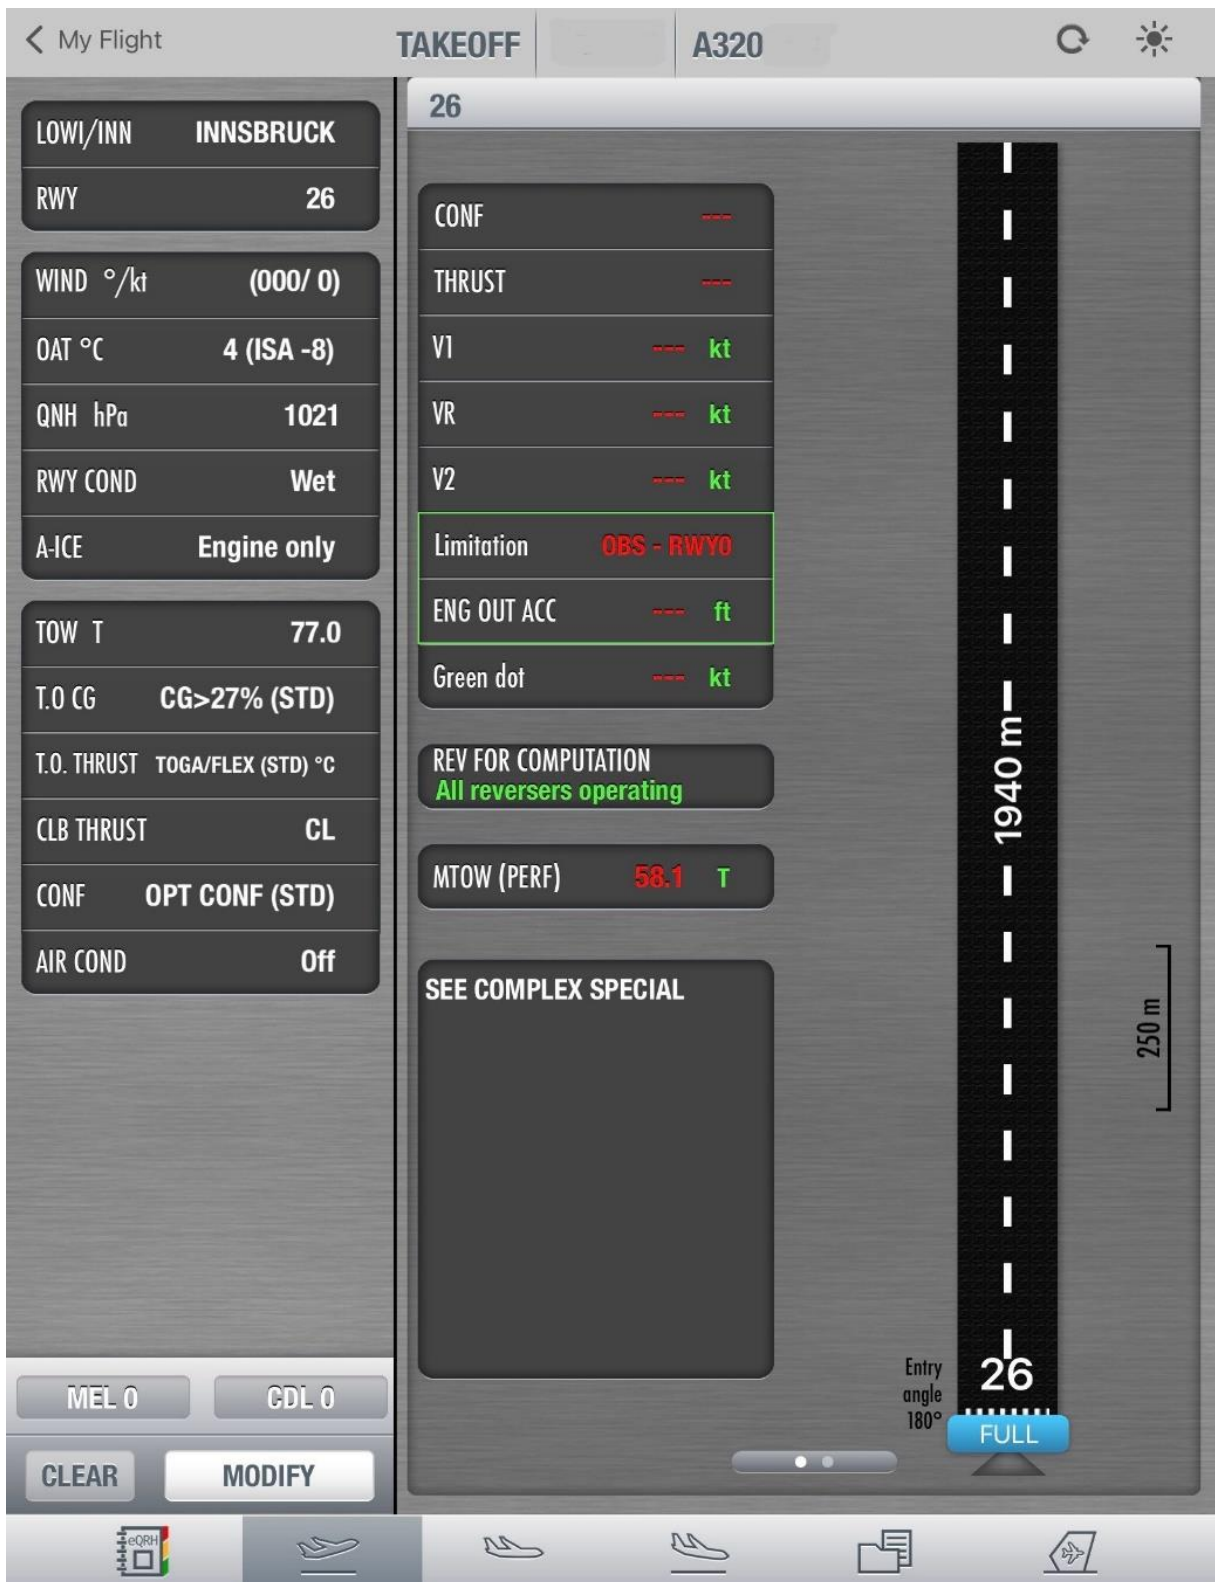 My Flight
TAKEOFF A320
LOWI/INN INNSBRUCK
RWY 26
WIND °/kt (000/ 0)
OAT °C 4 (ISA -8)
QNH hPa 1021
RWY COND Wet
A-ICE Engine only
TOW T 77.0
T.O CG CG>27% (STD)
T.O. THRUST TOGA/FLEX (STD) °C
CLB THRUST CL
CONF OPT CONF (STD)
AIR COND Off
MEL 0 CDL 0
CLEAR MODIFY
26
CONF ---
THRUST ---
V1 --- kt
VR --- kt
V2 --- kt
Limitation OBS - RWY0
ENG OUT ACC --- ft
Green dot --- kt
REV FOR COMPUTATION
All reversers operating
MTOW (PERF) 58.1 T
SEE COMPLEX SPECIAL
1940 m
250 m
Entry
angle
180°
26
FULL
eQRH